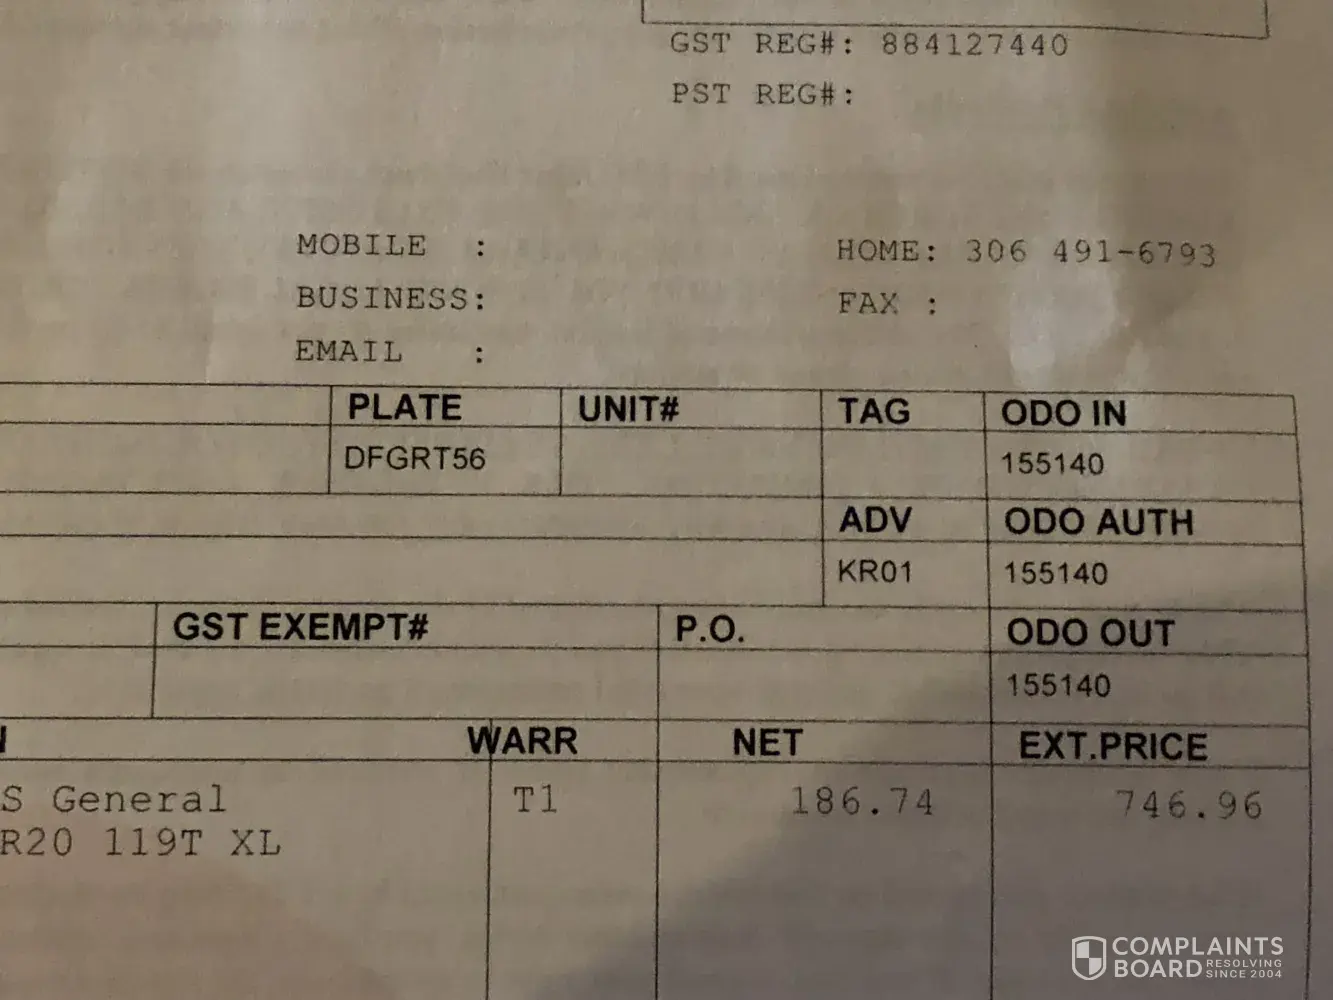 GST REG#: 884127440
PST REG#:
MOBILE :
HOME: 306 491-6793
BUSINESS:
FAX :
EMAIL :
PLATE UNIT# TAG ODO IN
DFGRT56 155140
ADV ODO AUTH
KR01 155140
GST EXEMPT# P.O. ODO OUT
155140
WARR NET EXT.PRICE
S General T1 186.74 746.96
R20 119T XL
COMPLAINTS
BOARD RESOLVING
SINCE 2004